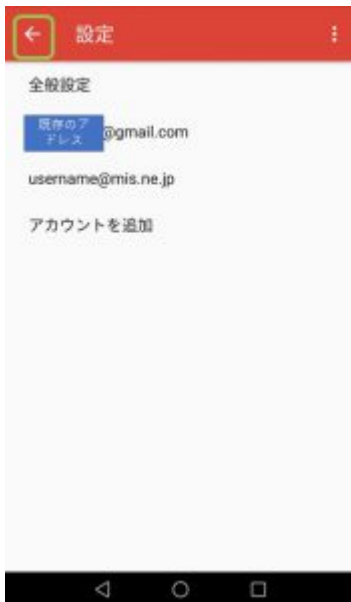 設定
全般設定
既存のア
ドレス @gmail.com
username@mis.ne.jp
アカウントを追加